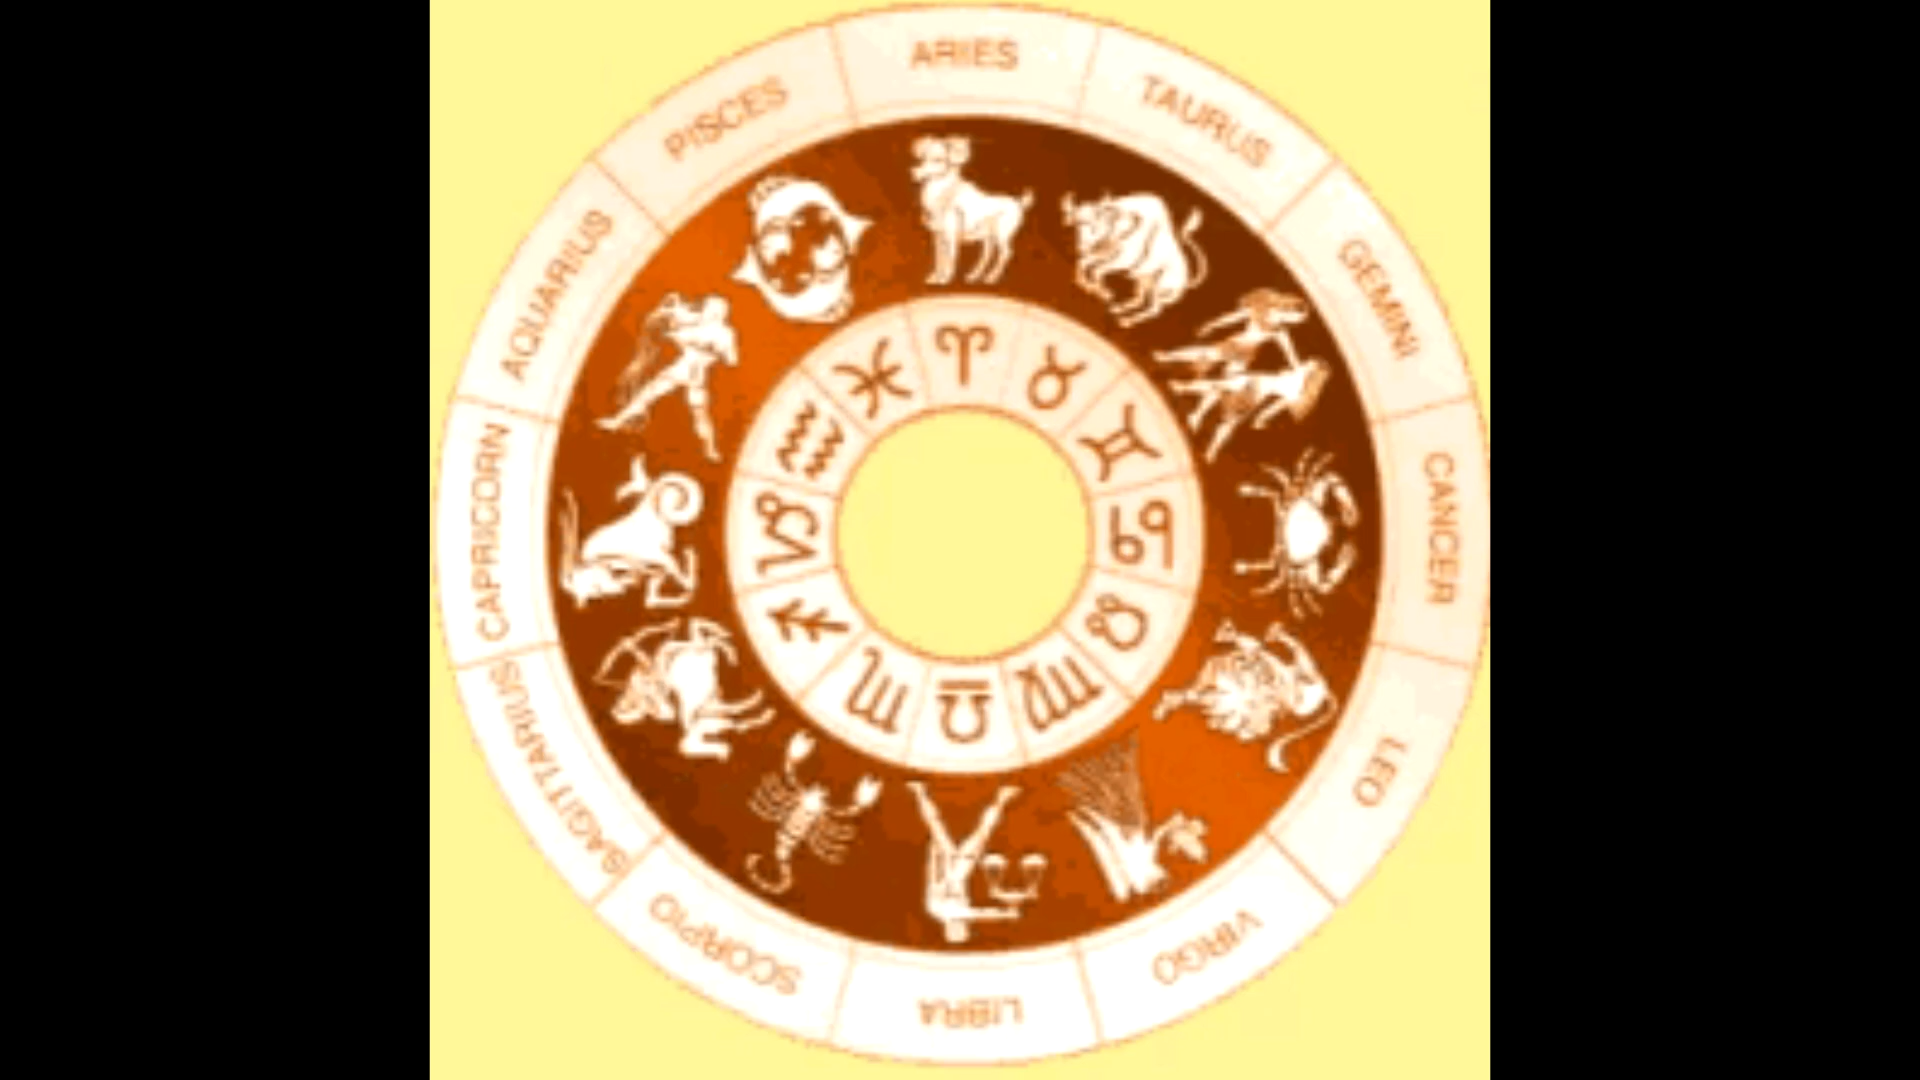 ARIES
TAURUS
GEMINI
CANCER
LEO
VIRGO
LIBRA
SCORPIO
SAGITTARIUS
CAPRICORN
AQUARIUS
PISCES